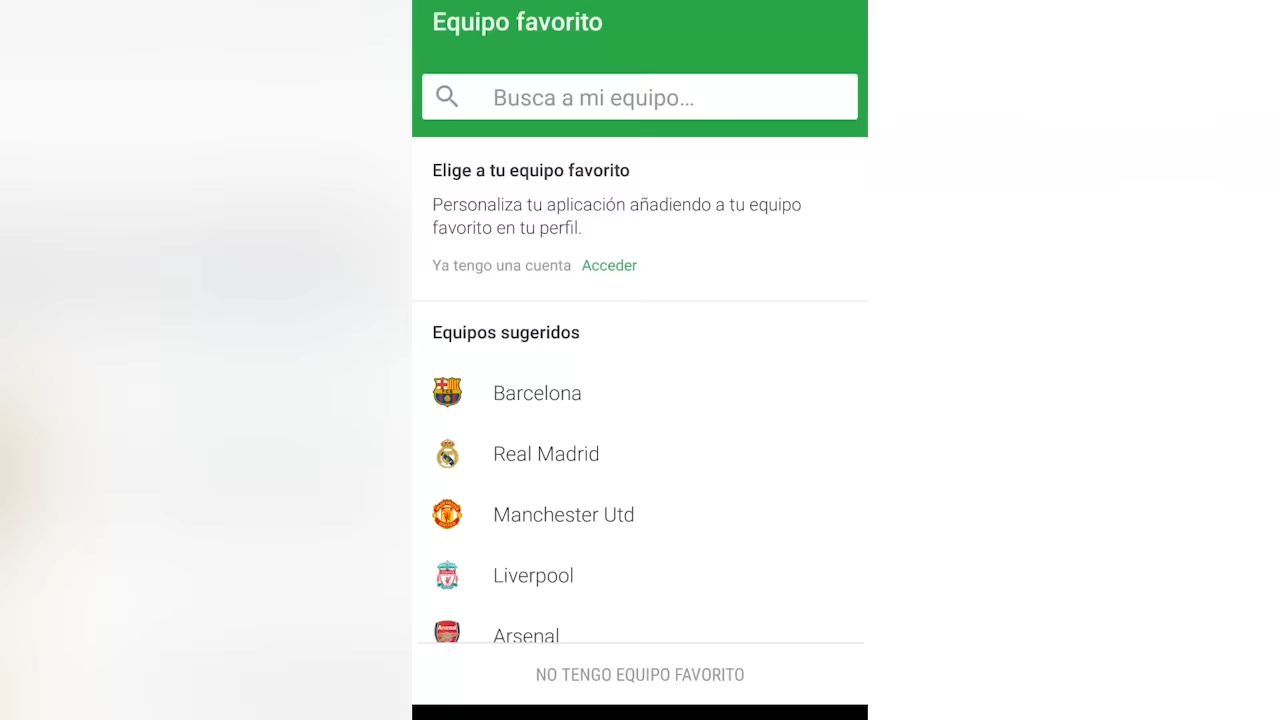 Equipo favorito
Busca a mi equipo...
Elige a tu equipo favorito
Personaliza tu aplicación añadiendo a tu equipo
favorito en tu perfil.
Ya tengo una cuenta Acceder
Equipos sugeridos
Barcelona
Real Madrid
Manchester Utd
Liverpool
Arsenal
NO TENGO EQUIPO FAVORITO